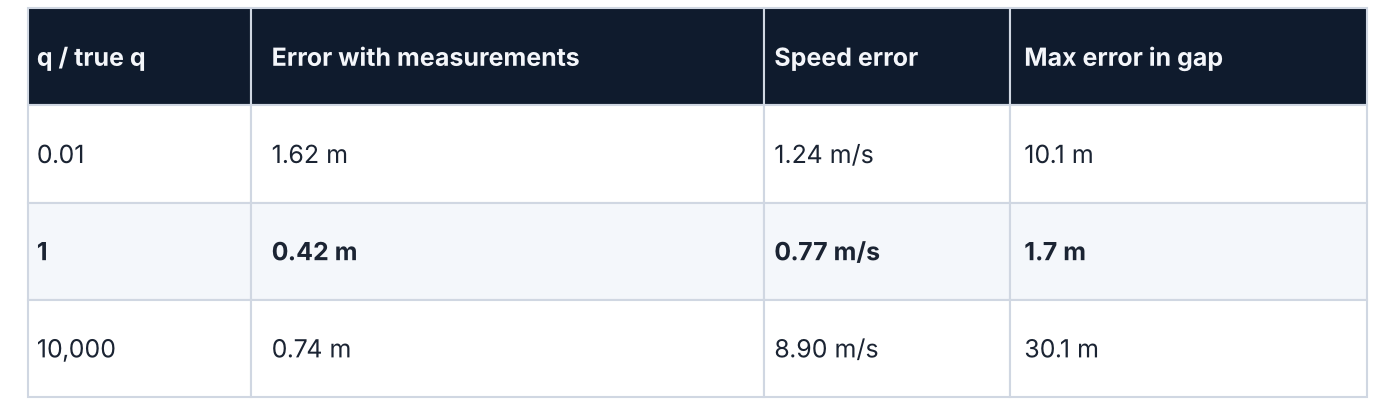 q / true q Error with measurements Speed error Max error in gap
0.01 1.62 m 1.24 m/s 10.1 m
1 0.42 m 0.77 m/s 1.7 m
10,000 0.74 m 8.90 m/s 30.1 m